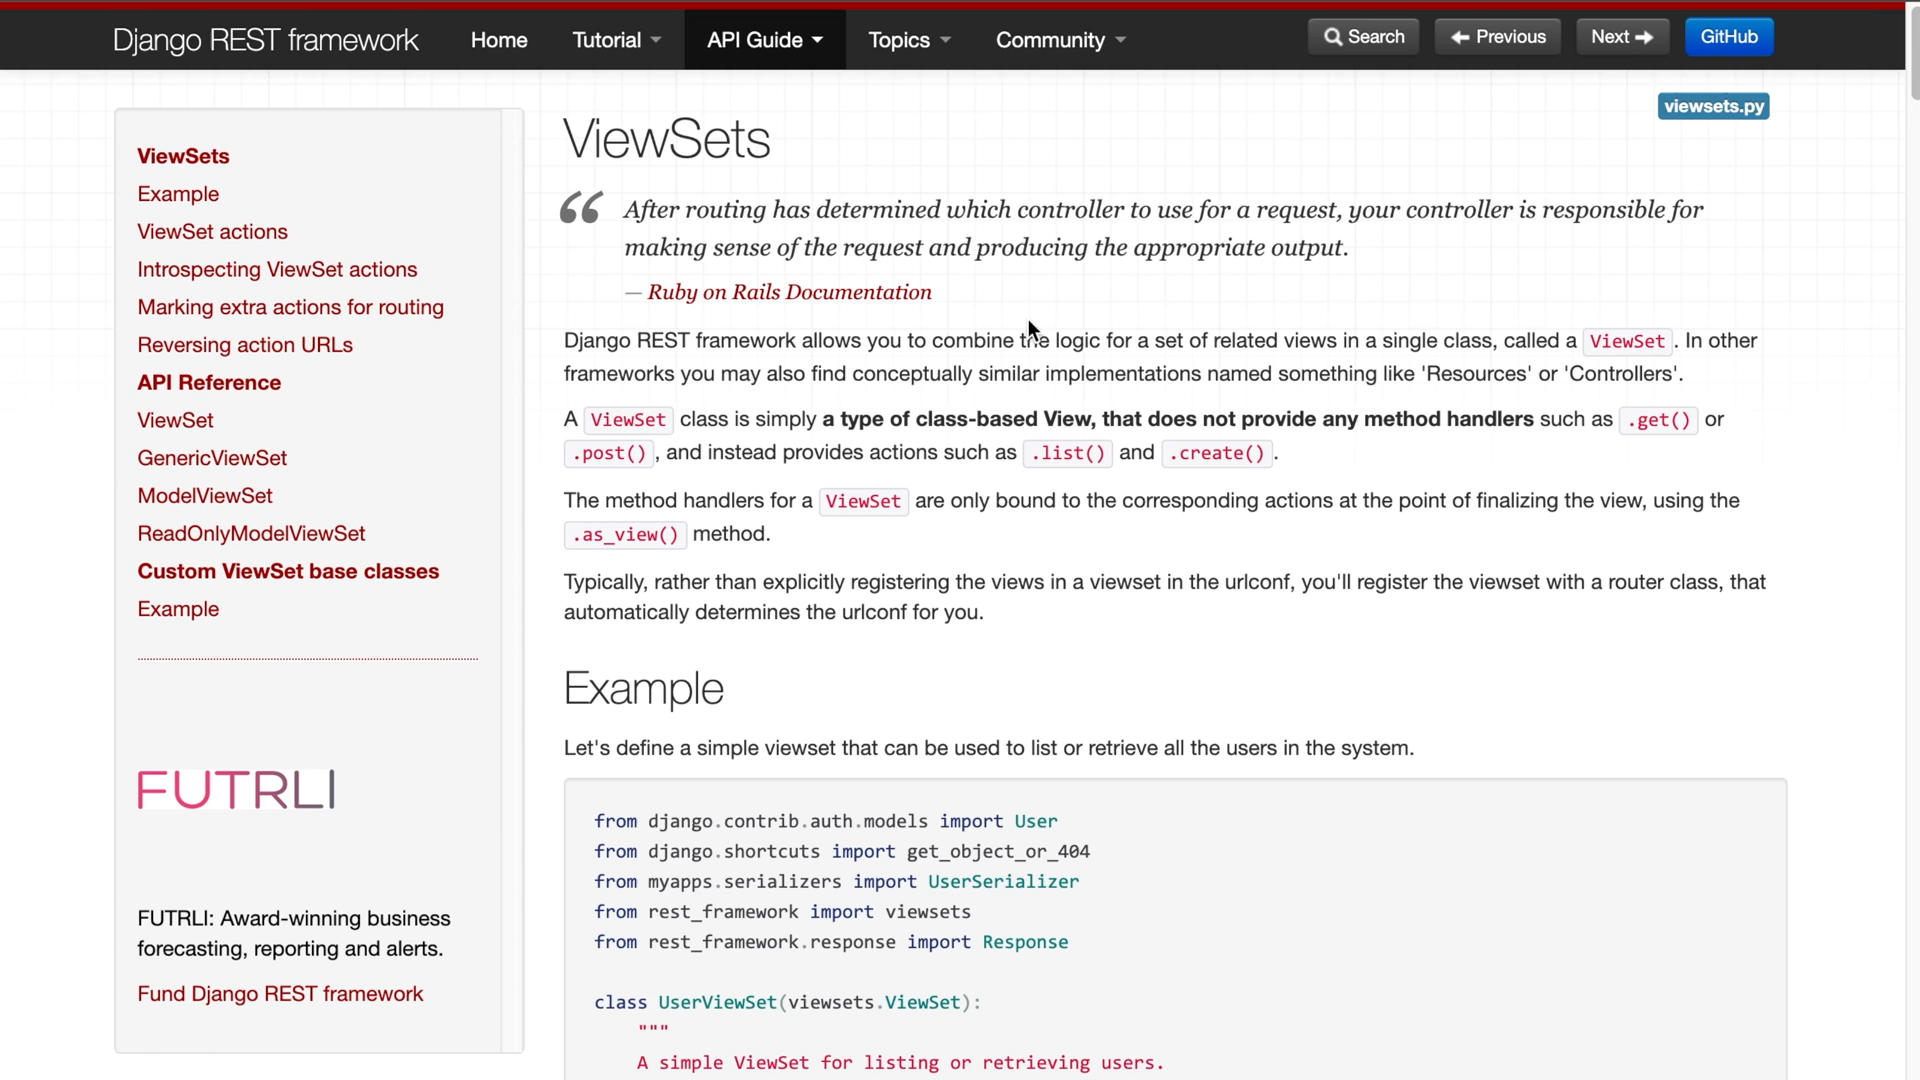 Django REST framework
Home
Tutorial
API Guide
Topics
Community
Search
Previous
Next
GitHub
ViewSets
Example
ViewSet actions
Introspecting ViewSet actions
Marking extra actions for routing
Reversing action URLs
API Reference
ViewSet
GenericViewSet
ModelViewSet
ReadOnlyModelViewSet
Custom ViewSet base classes
Example
FUTRLI
FUTRLI: Award-winning business
forecasting, reporting and alerts.
Fund Django REST framework
viewsets.py
ViewSets
“ After routing has determined which controller to use for a request, your controller is responsible for
making sense of the request and producing the appropriate output.
— Ruby on Rails Documentation
Django REST framework allows you to combine the logic for a set of related views in a single class, called a ViewSet. In other
frameworks you may also find conceptually similar implementations named something like 'Resources' or 'Controllers'.
A ViewSet class is simply a type of class-based View, that does not provide any method handlers such as .get() or
.post(), and instead provides actions such as .list() and .create().
The method handlers for a ViewSet are only bound to the corresponding actions at the point of finalizing the view, using the
.as_view() method.
Typically, rather than explicitly registering the views in a viewset in the urlconf, you'll register the viewset with a router class, that
automatically determines the urlconf for you.
Example
Let's define a simple viewset that can be used to list or retrieve all the users in the system.
from django.contrib.auth.models import User
from django.shortcuts import get_object_or_404
from myapps.serializers import UserSerializer
from rest_framework import viewsets
from rest_framework.response import Response
class UserViewSet(viewsets.ViewSet):
"""
A simple ViewSet for listing or retrieving users.